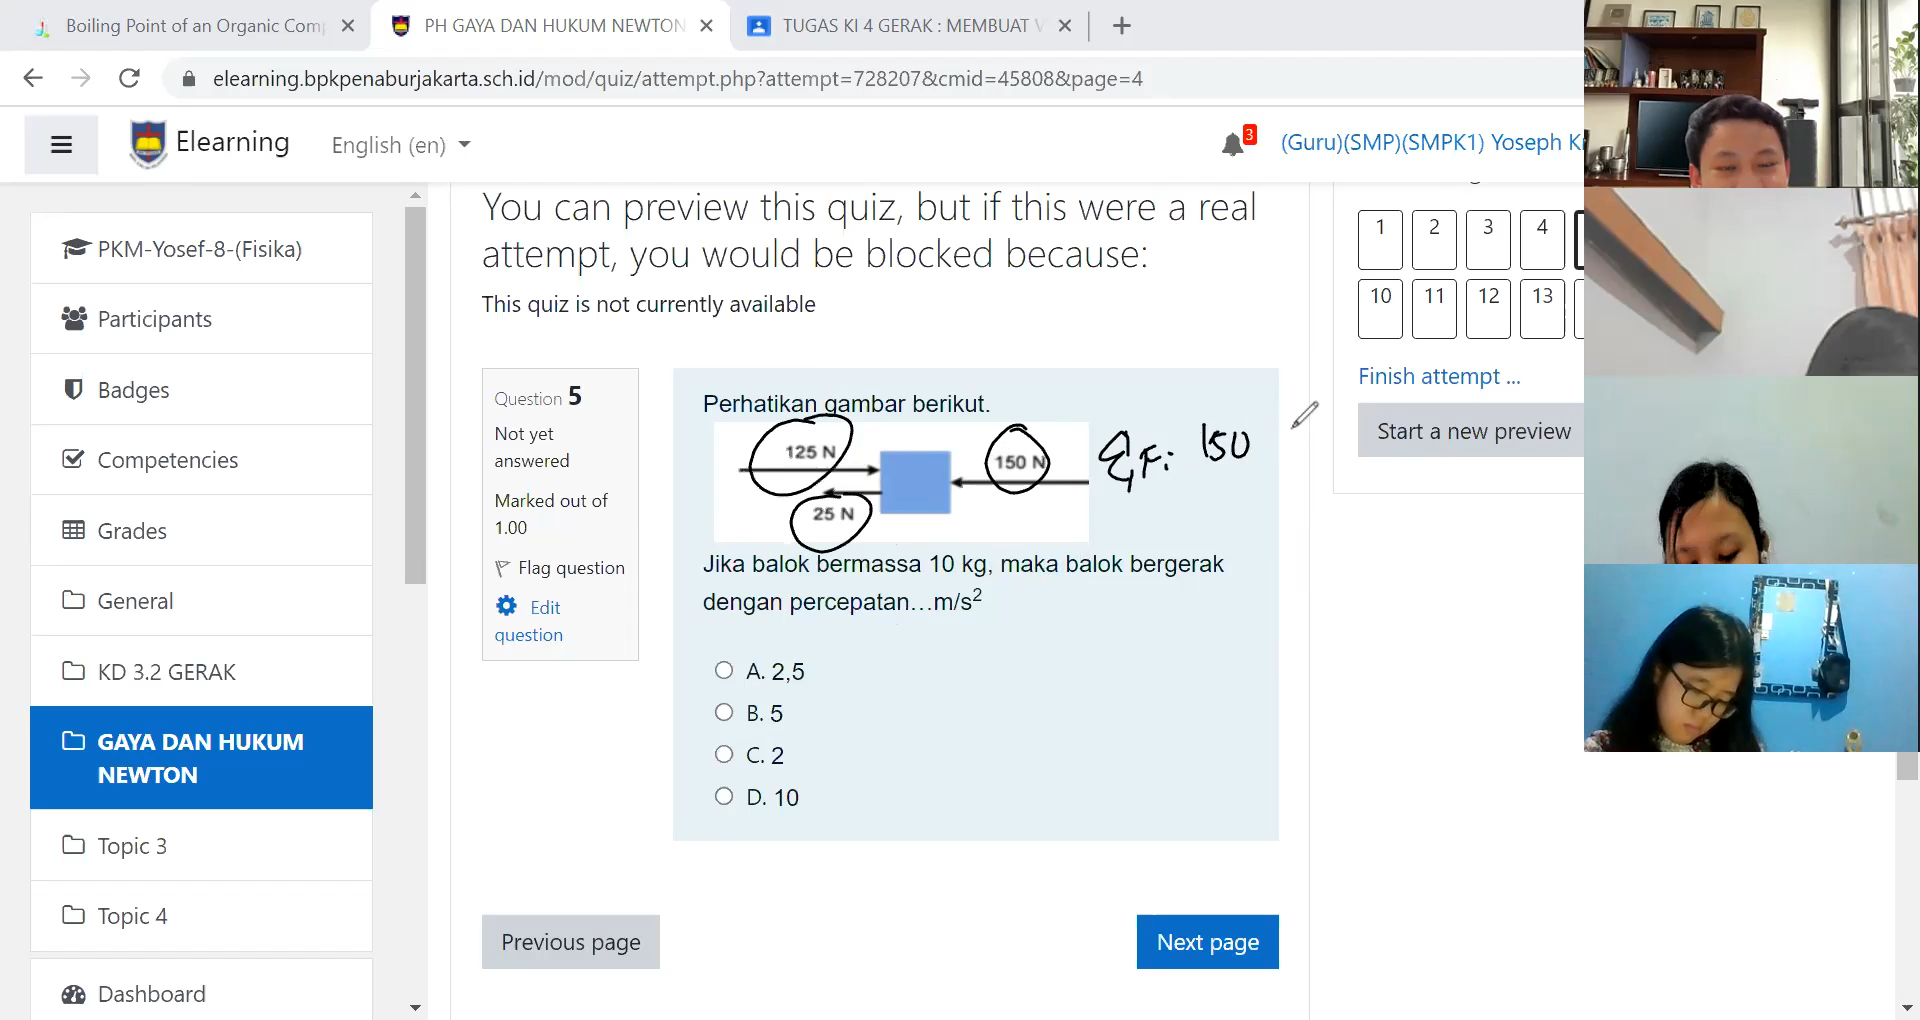 Boiling Point of an Organic Com
PH GAYA DAN HUKUM NEWTON
TUGAS KI 4 GERAK : MEMBUAT V
elearning.bpkpenaburjakarta.sch.id/mod/quiz/attempt.php?attempt=728207&cmid=45808&page=4
Elearning
English (en)
3
(Guru)(SMP)(SMPK1) Yoseph K
PKM-Yosef-8-(Fisika)
Participants
Badges
Competencies
Grades
General
KD 3.2 GERAK
GAYA DAN HUKUM
NEWTON
Topic 3
Topic 4
Dashboard
You can preview this quiz, but if this were a real
attempt, you would be blocked because:
This quiz is not currently available
Question 5
Not yet
answered
Marked out of
1.00
Flag question
Edit
question
Perhatikan gambar berikut.
125 N
150 N
25 N
ΣF: 150
Jika balok bermassa 10 kg, maka balok bergerak
dengan percepatan...m/s²
A. 2,5
B. 5
C. 2
D. 10
Previous page
Next page
1 2 3 4
10 11 12 13
Finish attempt ...
Start a new preview